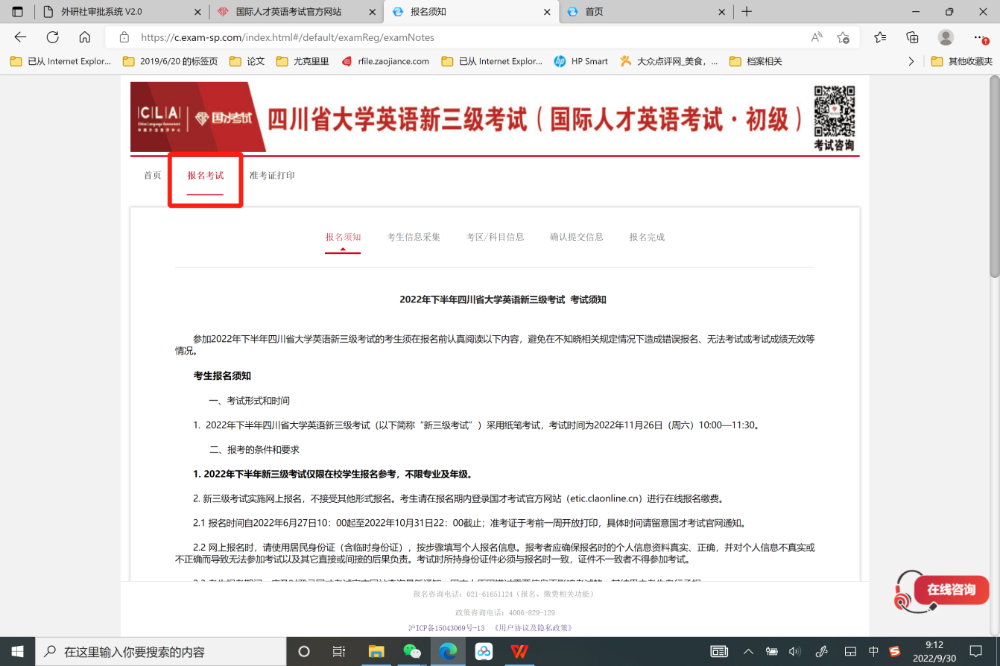 外研社审批系统 V2.0
国际人才英语考试官方网站
报名须知
首页
https://c.exam-sp.com/index.html#/default/examReg/examNotes
已从 Internet Explor...
2019/6/20 的标签页
论文
尤克里里
rfile.zaojiance.com
已从 Internet Explor...
HP Smart
大众点评网_美食，...
档案相关
其他收藏夹
CLA
China Language Assessment
国才考试
四川省大学英语新三级考试（国际人才英语考试·初级）
考试咨询
首页
报名考试
准考证打印
报名须知
考生信息采集
考区/科目信息
确认提交信息
报名完成
2022年下半年四川省大学英语新三级考试 考试须知
参加2022年下半年四川省大学英语新三级考试的考生须在报名前认真阅读以下内容，避免在不知晓相关规定情况下造成错误报名、无法考试或考试成绩无效等
情况。
考生报名须知
一、考试形式和时间
1. 2022年下半年四川省大学英语新三级考试（以下简称“新三级考试”）采用纸笔考试，考试时间为2022年11月26日（周六）10:00—11:30。
二、报考的条件和要求
1. 2022年下半年新三级考试仅限在校学生报名参考，不限专业及年级。
2. 新三级考试实施网上报名，不接受其他形式报名。考生请在报名期内登录国才考试官方网站（etic.claonline.cn）进行在线报名缴费。
2.1 报名时间自2022年6月27日10：00起至2022年10月31日22：00截止；准考证于考前一周开放打印，具体时间请留意国才考试官网通知。
2.2 网上报名时，请使用居民身份证（含临时身份证），按步骤填写个人报名信息。报考者应确保报名时的个人信息资料真实、正确，并对个人信息不真实或
不正确而导致无法参加考试以及其它直接或间接的后果负责。考试时所持身份证件必须与报名时一致，证件不一致者不得参加考试。
报名咨询电话：021-61651124（报名、缴费相关功能）
政策咨询电话：4006-829-129
沪ICP备15043069号-13 《用户协议及隐私政策》
在线咨询
在这里输入你要搜索的内容
中
9:12
2022/9/30